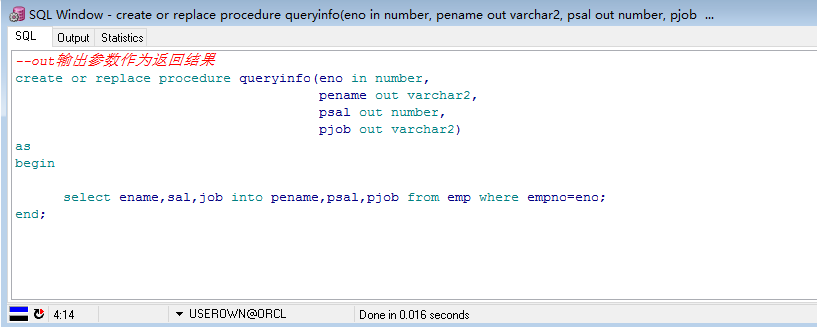 SQL Window - create or replace procedure queryinfo(eno in number, pename out varchar2, psal out number, pjob ...
SQL Output Statistics
--out输出参数作为返回结果
create or replace procedure queryinfo(eno in number,
pename out varchar2,
psal out number,
pjob out varchar2)
as
begin
select ename,sal,job into pename,psal,pjob from emp where empno=eno;
end;
4:14 USEROWN@ORCL Done in 0.016 seconds